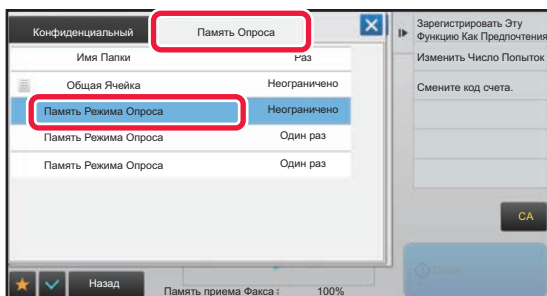 Конфиденциальный
Память Опроса
Имя Папки Раз
Общая Ячейка Неограничено
Память Режима Опроса Неограничено
Память Режима Опроса Один раз
Память Режима Опроса Один раз
Назад
Память приема Факса : 100%
Зарегистрировать Эту
Функцию Как Предпочтения
Изменить Число Попыток
Смените код счета.
CA
Старт